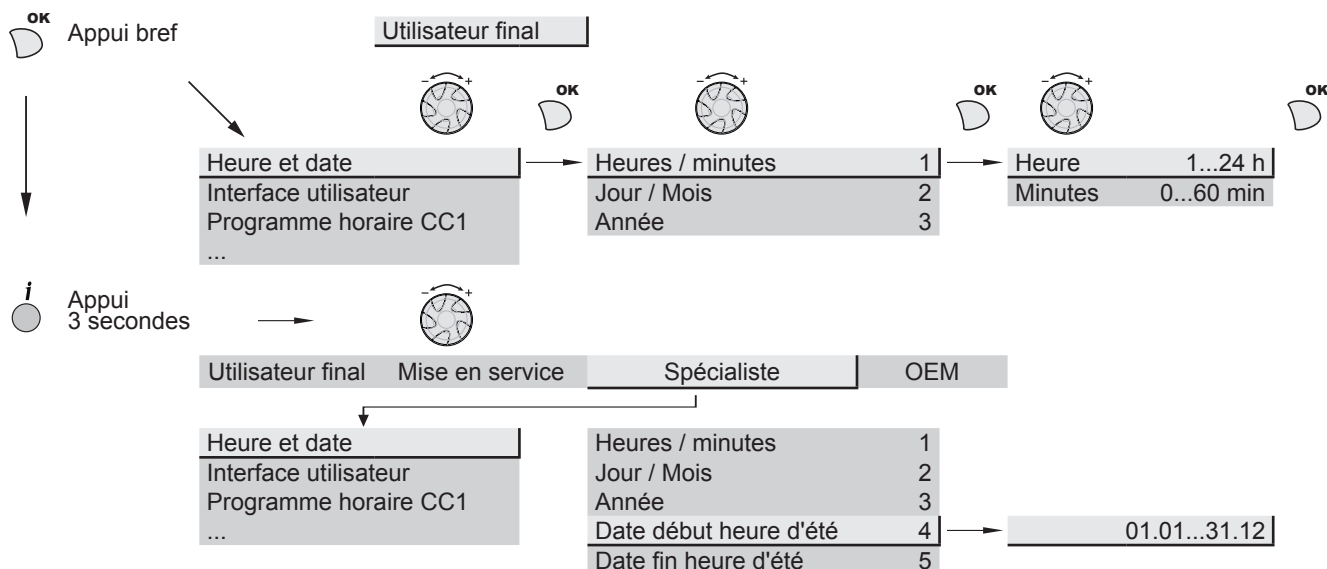 OK
Appui bref
Utilisateur final
- +
OK
- +
OK
- +
OK
Heure et date
Heures / minutes 1
Heure 1...24 h
Interface utilisateur
Jour / Mois 2
Minutes 0...60 min
Programme horaire CC1
Année 3
...
i
Appui
3 secondes
- +
Utilisateur final Mise en service Spécialiste OEM
Heure et date
Heures / minutes 1
Interface utilisateur
Jour / Mois 2
Programme horaire CC1
Année 3
...
Date début heure d'été 4
01.01...31.12
Date fin heure d'été 5